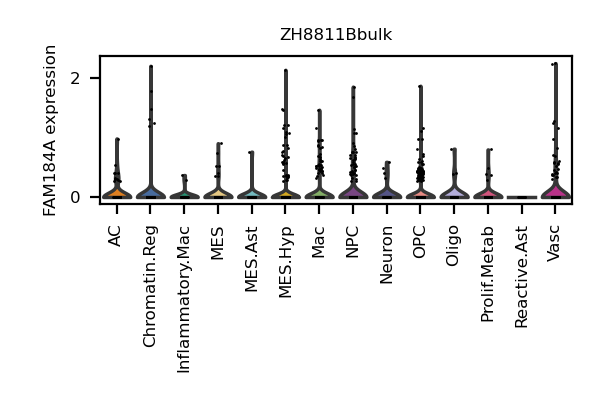 ZH8811Bbulk
FAM184A expression
2
0
AC
Chromatin.Reg
Inflammatory.Mac
MES
MES.Ast
MES.Hyp
Mac
NPC
Neuron
OPC
Oligo
Prolif.Metab
Reactive.Ast
Vasc